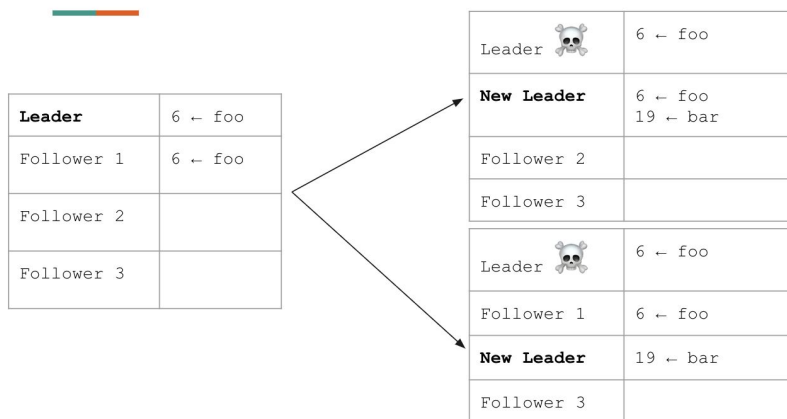 Leader 6 ← foo
Follower 1 6 ← foo
Follower 2
Follower 3
Leader 6 ← foo
New Leader 6 ← foo
19 ← bar
Follower 2
Follower 3
Leader 6 ← foo
Follower 1 6 ← foo
New Leader 19 ← bar
Follower 3